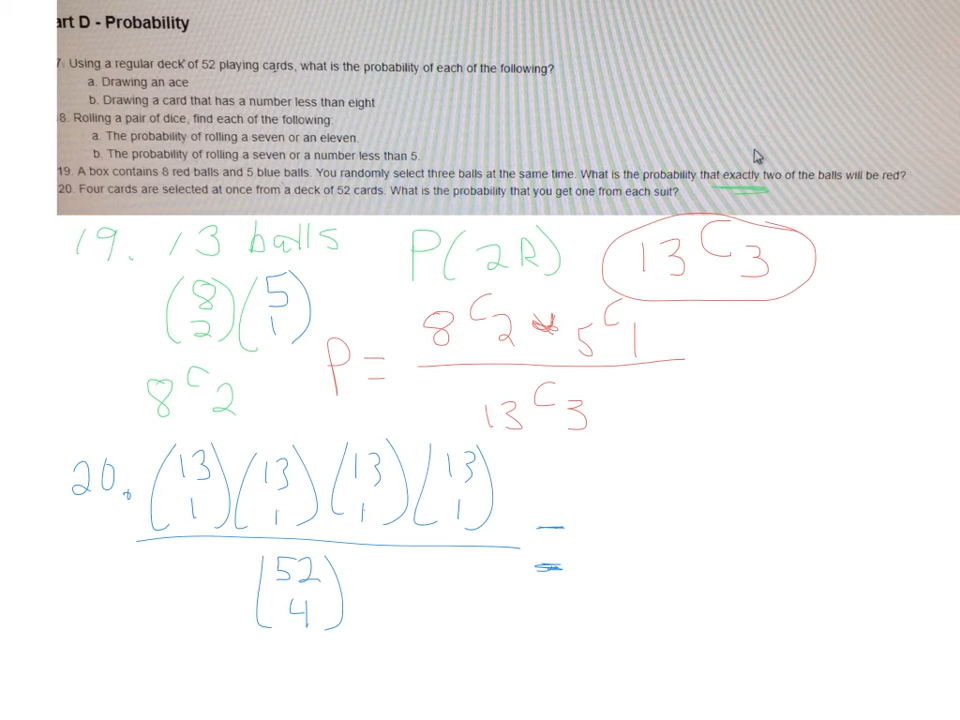 art D - Probability
7. Using a regular deck of 52 playing cards, what is the probability of each of the following?
a. Drawing an ace
b. Drawing a card that has a number less than eight
8. Rolling a pair of dice, find each of the following:
a. The probability of rolling a seven or an eleven.
b. The probability of rolling a seven or a number less than 5.
19. A box contains 8 red balls and 5 blue balls. You randomly select three balls at the same time. What is the probability that exactly two of the balls will be red?
20. Four cards are selected at once from a deck of 52 cards. What is the probability that you get one from each suit?
19. 13 balls P(2R) 13C3
(8 2)(5 1)
P = 8C2 * 5C1 / 13C3
8C2
20. (13 1)(13 1)(13 1)(13 1) / (52 4) =